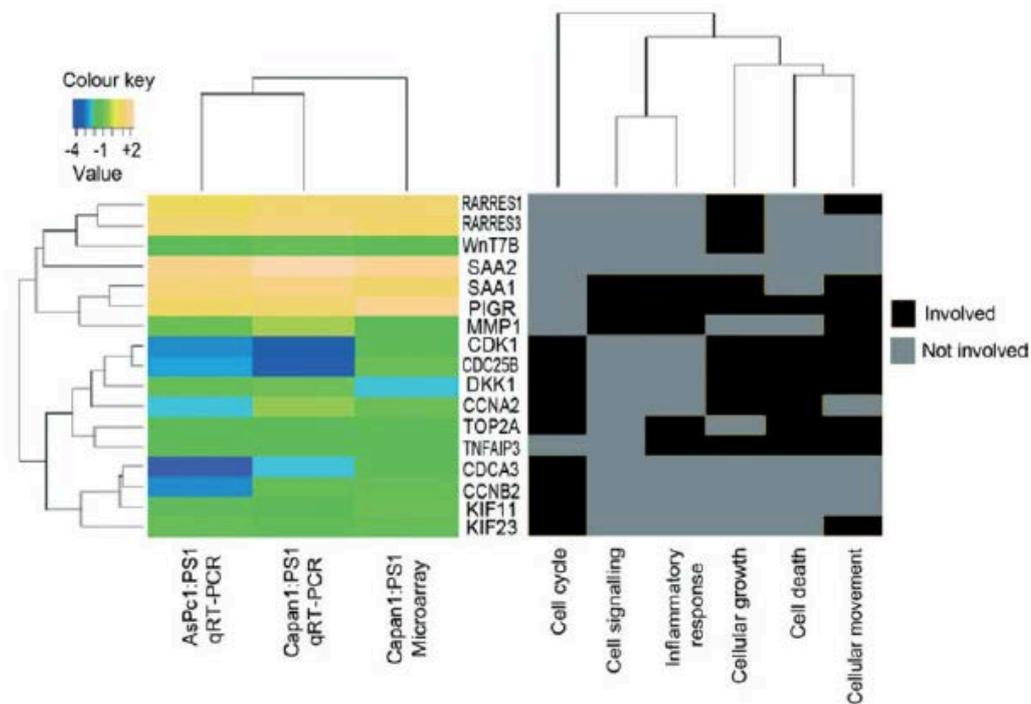 Colour key
-4 -1 +2
Value
RARRES1
RARRES3
WnT7B
SAA2
SAA1
PIGR
MMP1
CDK1
CDC25B
DKK1
CCNA2
TOP2A
TNFAIP3
CDCA3
CCNB2
KIF11
KIF23
Involved
Not involved
AsPc1:PS1
qRT-PCR
Capan1:PS1
qRT-PCR
Capan1:PS1
Microarray
Cell cycle
Cell signalling
Inflammatory
response
Cellular growth
Cell death
Cellular movement